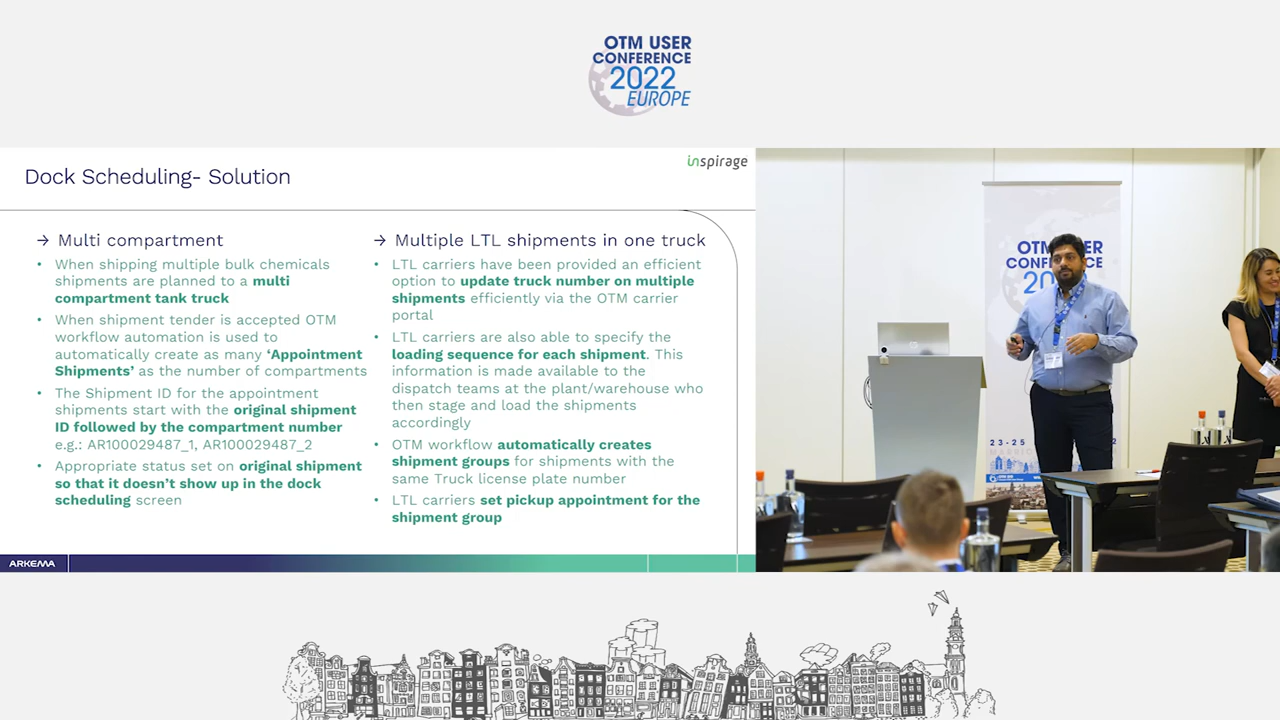 OTM USER
CONFERENCE
2022
EUROPE
inspirage
Dock Scheduling- Solution
→ Multi compartment
• When shipping multiple bulk chemicals
shipments are planned to a multi
compartment tank truck
• When shipment tender is accepted OTM
workflow automation is used to
automatically create as many ‘Appointment
Shipments’ as the number of compartments
• The Shipment ID for the appointment
shipments start with the original shipment
ID followed by the compartment number
e.g.: AR100029487_1, AR100029487_2
• Appropriate status set on original shipment
so that it doesn’t show up in the dock
scheduling screen
→ Multiple LTL shipments in one truck
• LTL carriers have been provided an efficient
option to update truck number on multiple
shipments efficiently via the OTM carrier
portal
• LTL carriers are also able to specify the
loading sequence for each shipment. This
information is made available to the
dispatch teams at the plant/warehouse who
then stage and load the shipments
accordingly
• OTM workflow automatically creates
shipment groups for shipments with the
same Truck license plate number
• LTL carriers set pickup appointment for the
shipment group
ARKEMA
23-25